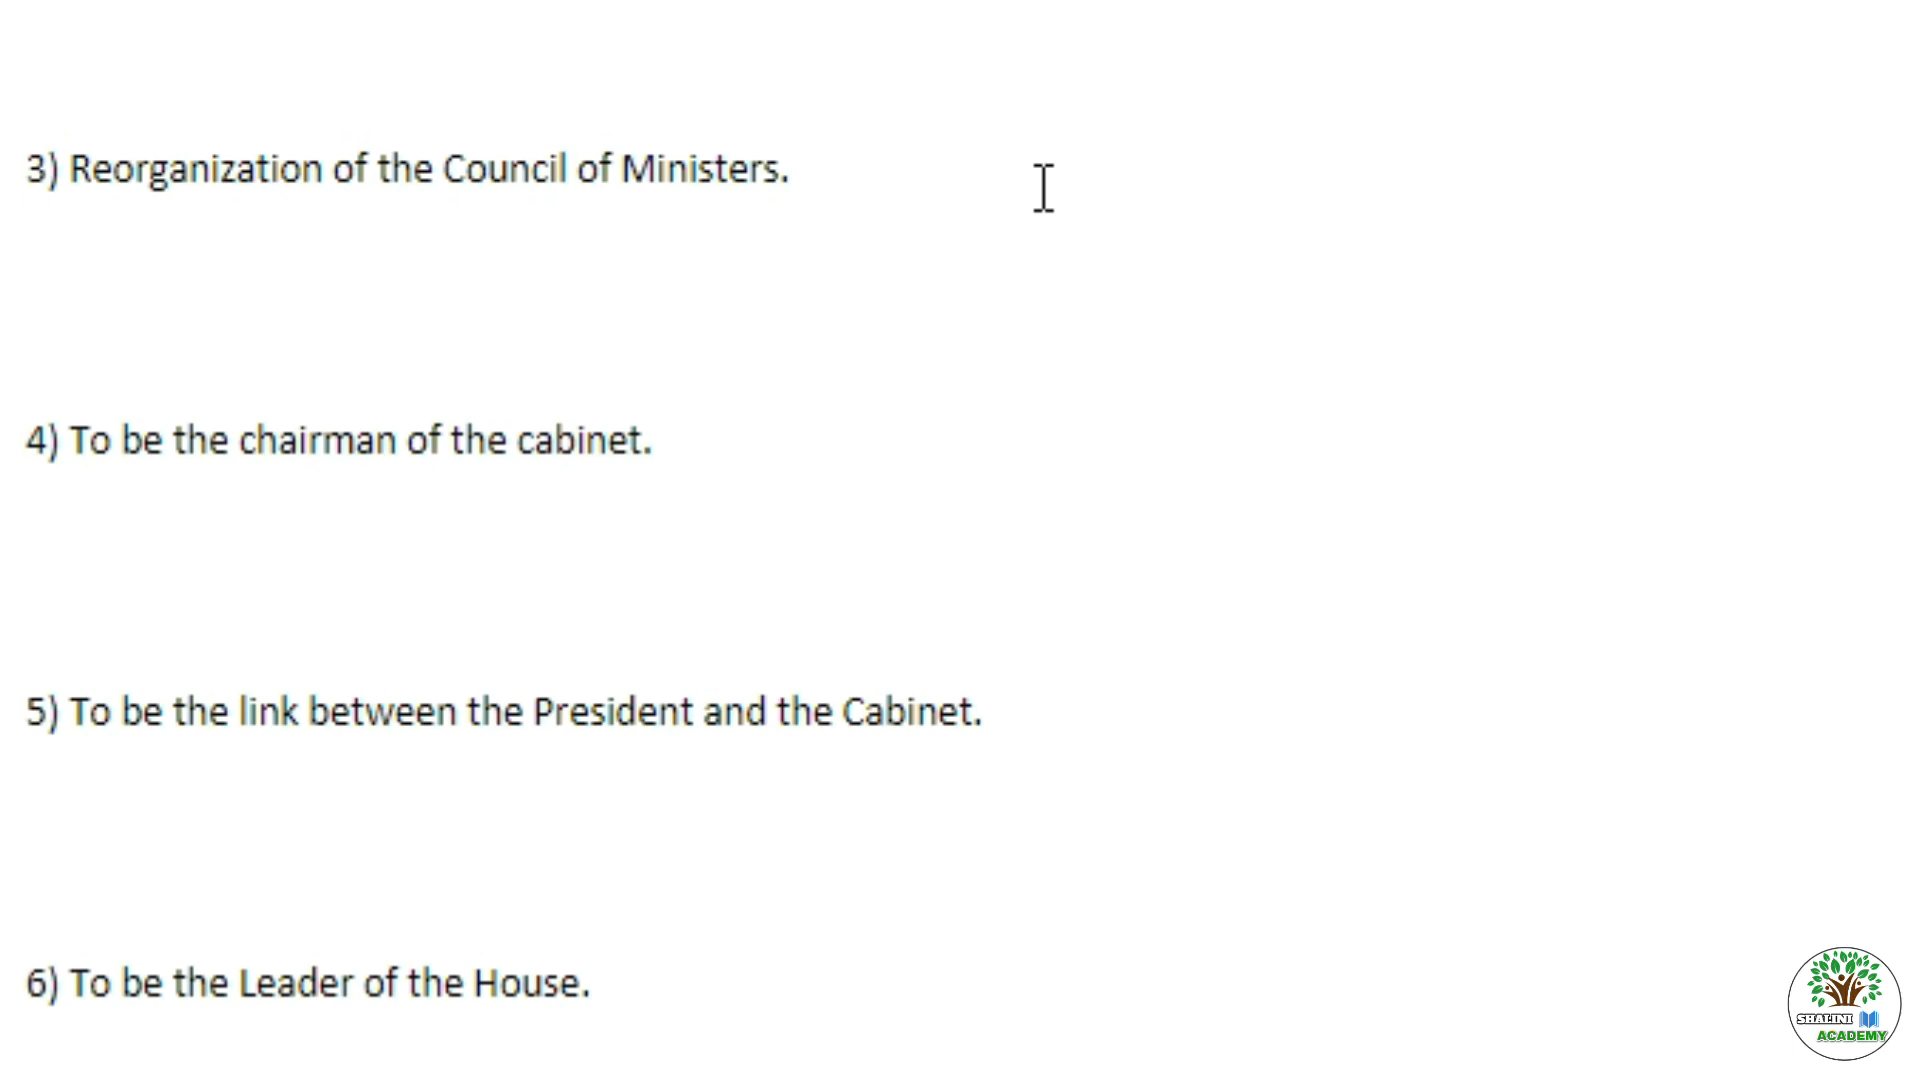 3) Reorganization of the Council of Ministers.
4) To be the chairman of the cabinet.
5) To be the link between the President and the Cabinet.
6) To be the Leader of the House.
SHALINI
ACADEMY